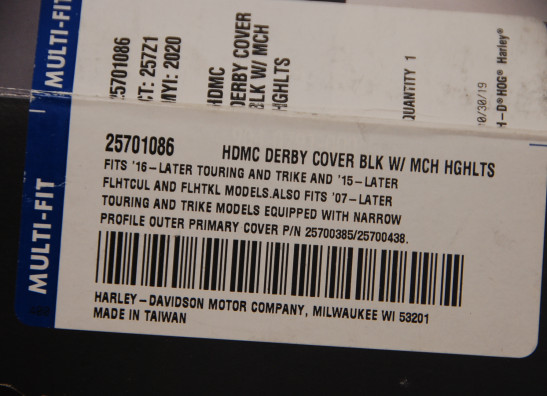 MULTI-FIT
25701086
CT: 257Z1
MYI: 2020
HDMC
DERBY COVER
BLK W/ MCH
HGHLTS
QUANTITY 1
10/30/19
H-D® HOG® Harley®
MULTI-FIT
25701086 HDMC DERBY COVER BLK W/ MCH HGHLTS
FITS '16-LATER TOURING AND TRIKE AND '15-LATER
FLHTCUL AND FLHTKL MODELS.ALSO FITS '07-LATER
TOURING AND TRIKE MODELS EQUIPPED WITH NARROW
PROFILE OUTER PRIMARY COVER P/N 25700385/25700438.
HARLEY-DAVIDSON MOTOR COMPANY, MILWAUKEE WI 53201
MADE IN TAIWAN